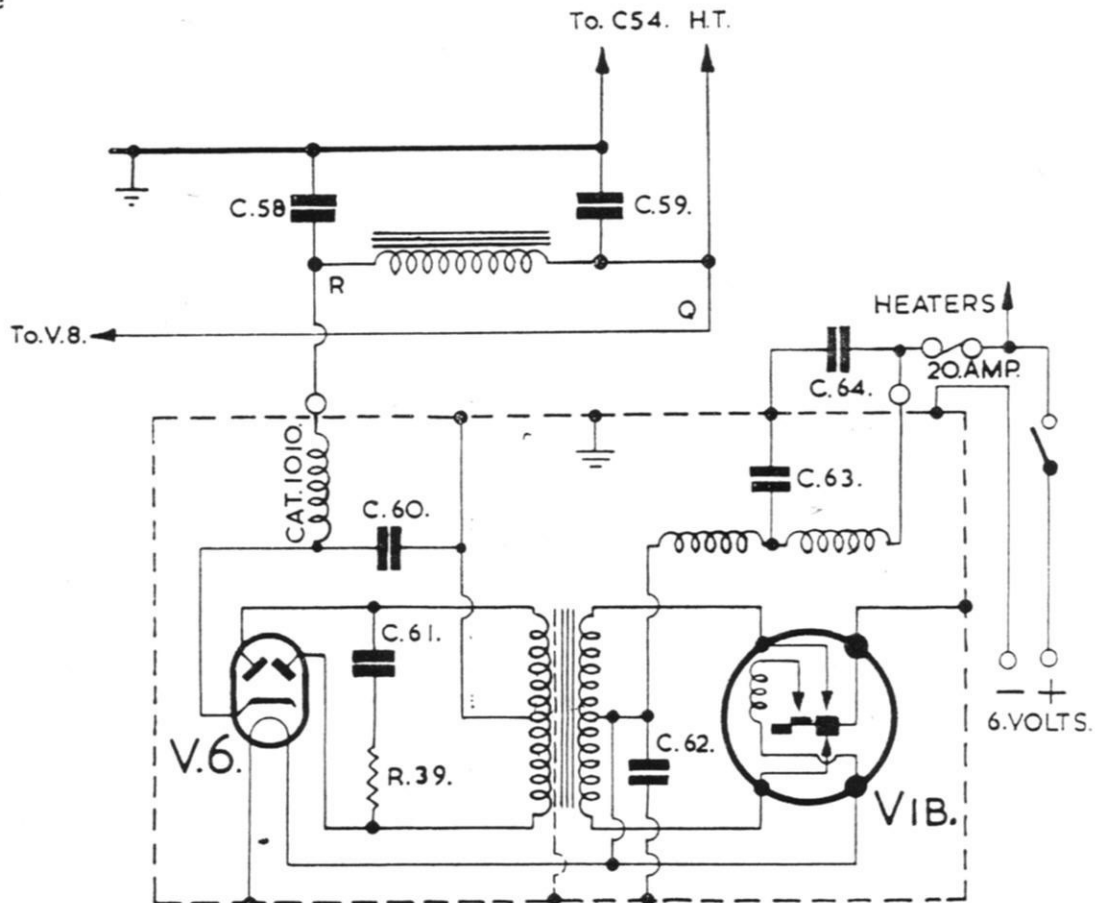 To. C54. H.T.
C.58
C.59.
R
Q
To.V.8.
HEATERS
C.64.
20.AMP.
CAT.1010.
C.63.
C.60.
C.61.
- +
6.VOLTS.
C.62.
V.6.
R.39.
VIB.